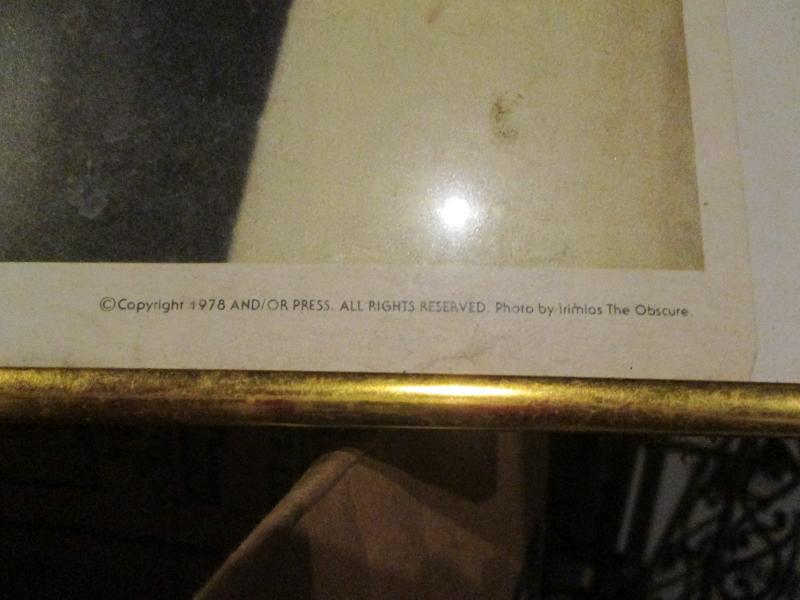 ©Copyright 1978 AND/OR PRESS. ALL RIGHTS RESERVED. Photo by Irimias The Obscure.